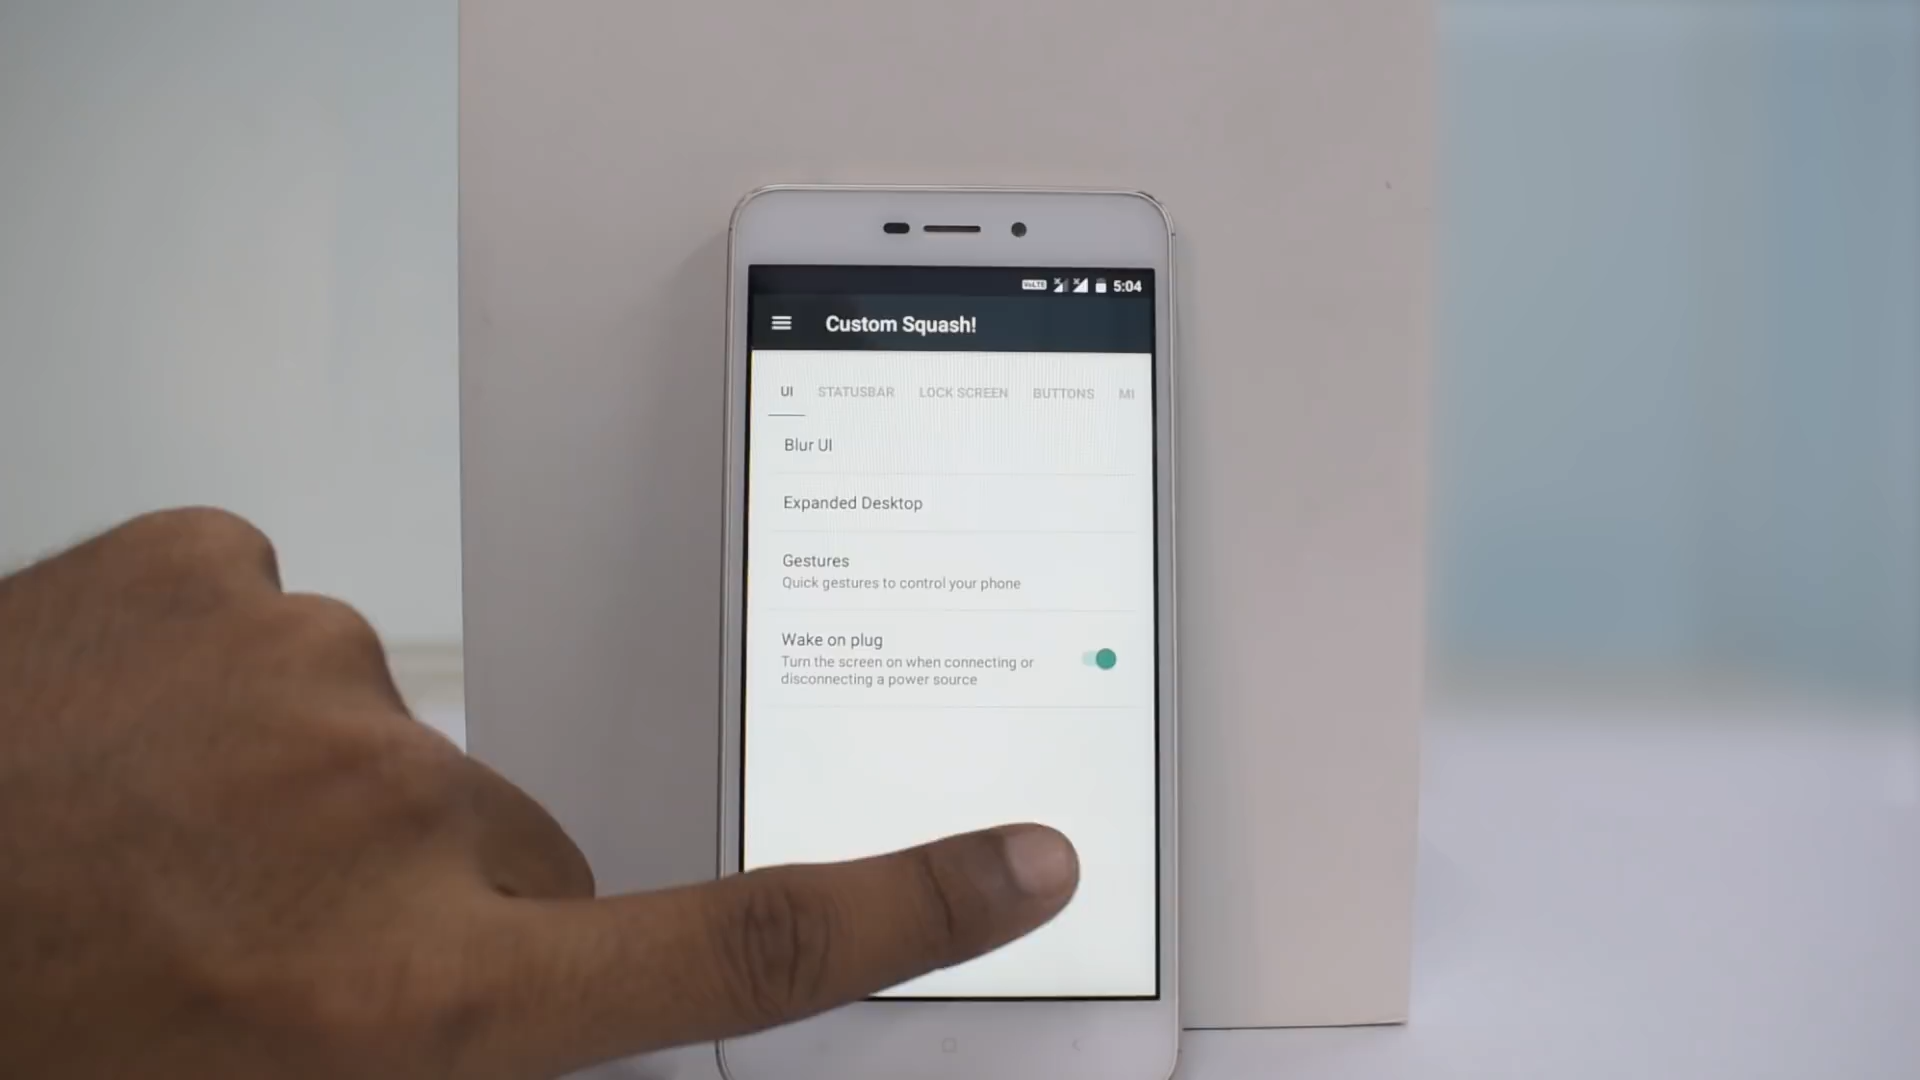 VoLTE 5:04
Custom Squash!
UI STATUSBAR LOCK SCREEN BUTTONS MI
Blur UI
Expanded Desktop
Gestures
Quick gestures to control your phone
Wake on plug
Turn the screen on when connecting or
disconnecting a power source